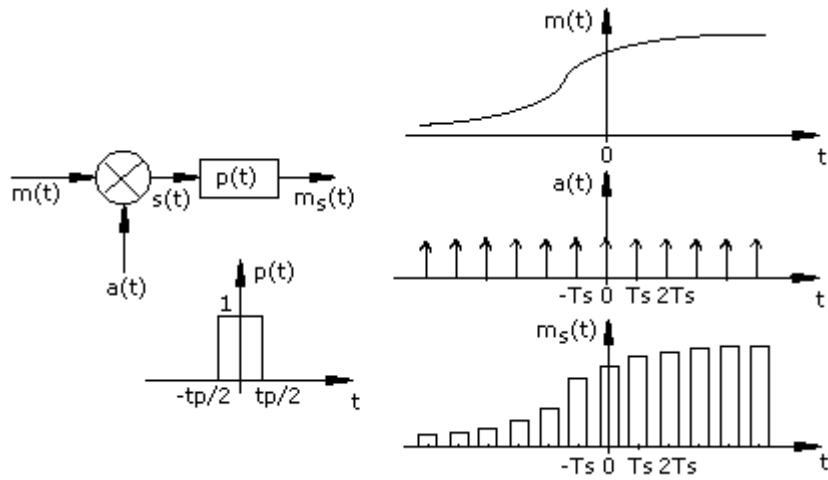 m(t)
s(t)
p(t)
mₛ(t)
a(t)
p(t)
1
-tp/2 tp/2 t
m(t)
0 t
a(t)
-Ts 0 Ts 2Ts t
mₛ(t)
-Ts 0 Ts 2Ts t